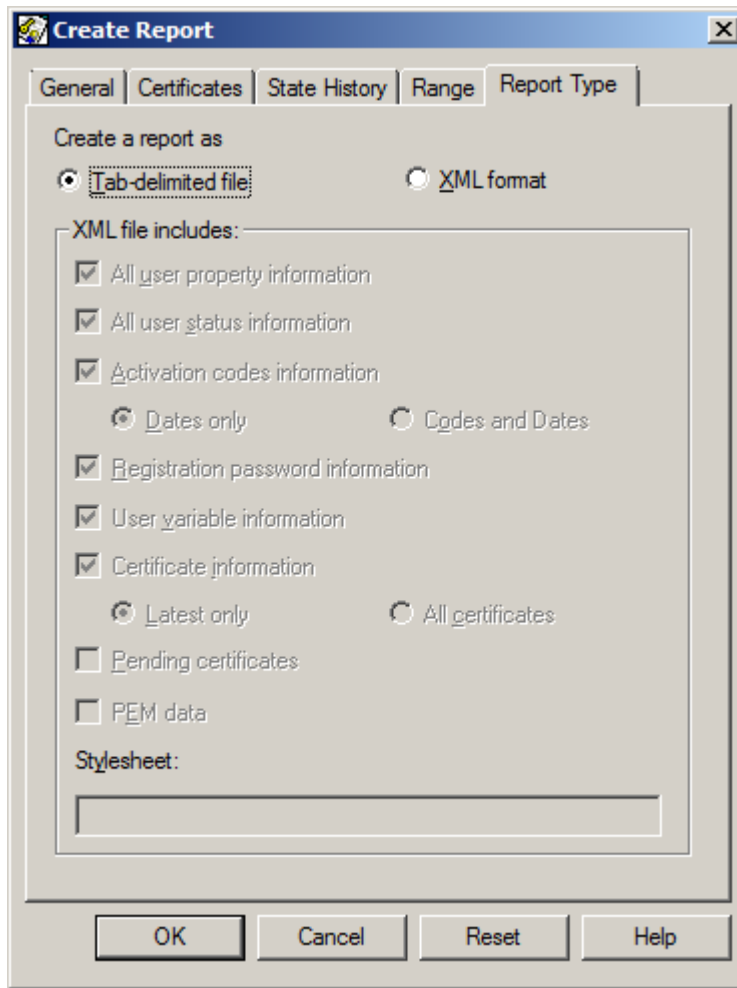 Create Report
General Certificates State History Range Report Type
Create a report as
Tab-delimited file XML format
XML file includes:
All user property information
All user status information
Activation codes information
Dates only Codes and Dates
Registration password information
User variable information
Certificate information
Latest only All certificates
Pending certificates
PEM data
Stylesheet:
OK Cancel Reset Help